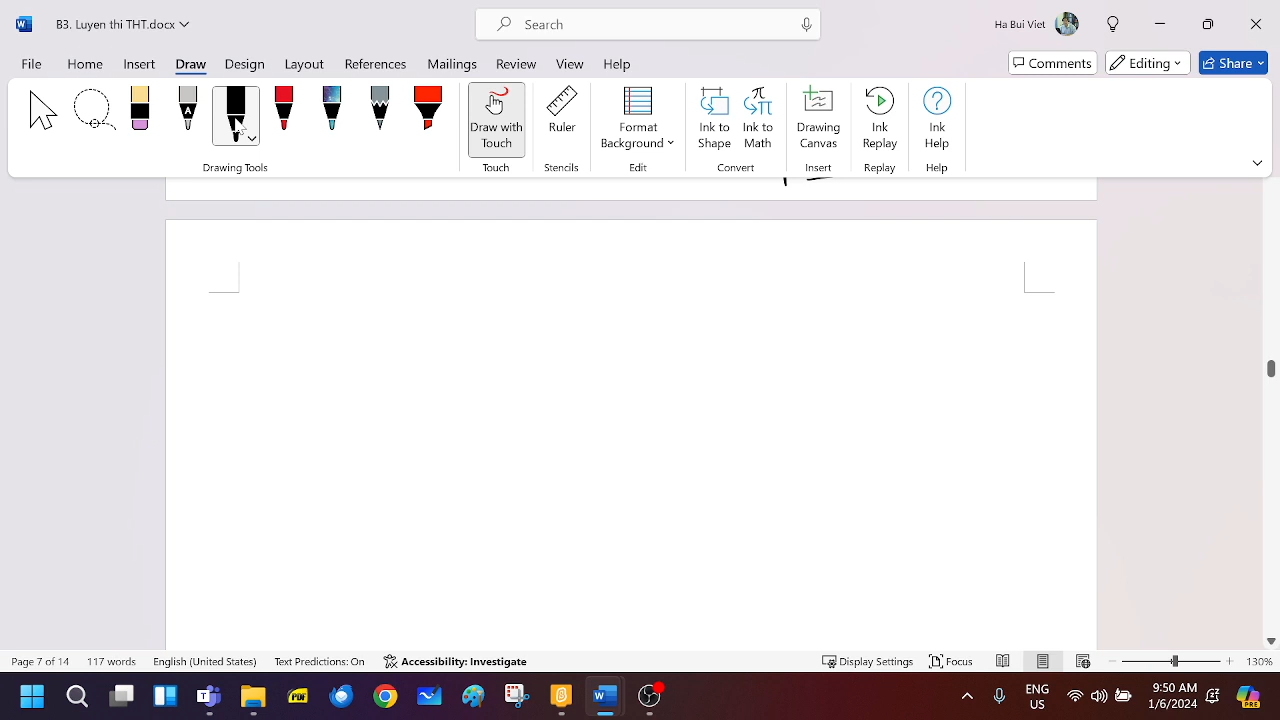 B3. Luyen thi THT.docx
Search
Ha Bui Viet
File
Home
Insert
Draw
Design
Layout
References
Mailings
Review
View
Help
Comments
Editing
Share
A
Draw with
Touch
Ruler
Format
Background
Ink to
Shape
Ink to
Math
Drawing
Canvas
Ink
Replay
Ink
Help
Drawing Tools
Touch
Stencils
Edit
Convert
Insert
Replay
Help
Page 7 of 14
117 words
English (United States)
Text Predictions: On
Accessibility: Investigate
Display Settings
Focus
130%
PDF
ENG
US
9:50 AM
1/6/2024
PRE